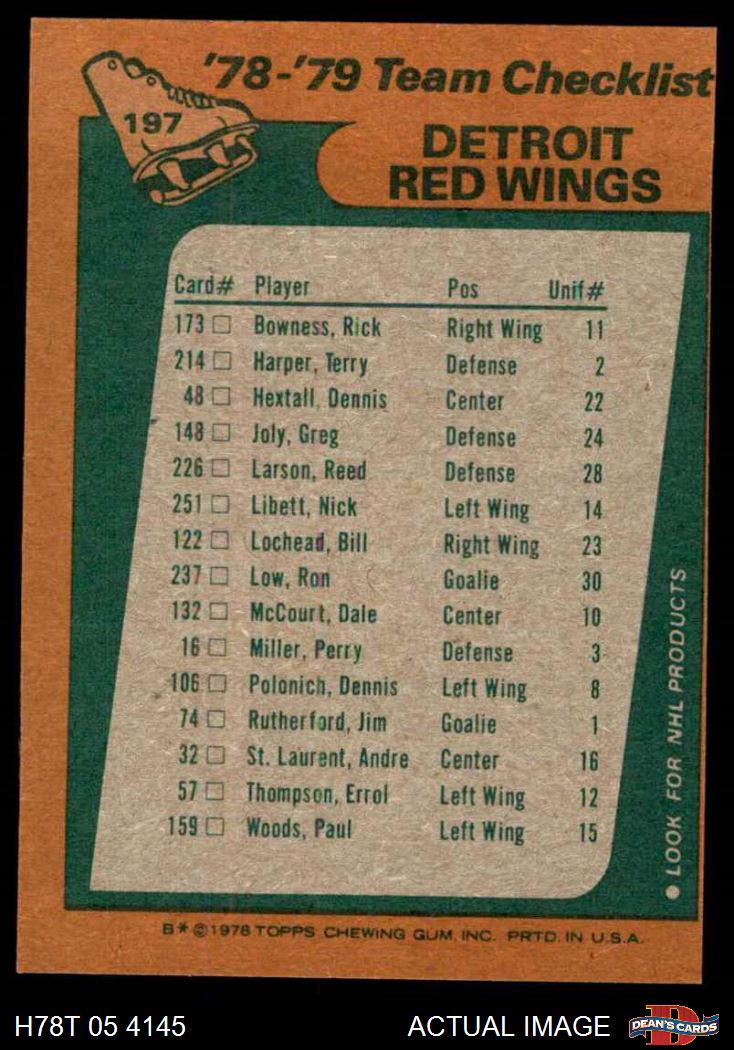 '78-'79 Team Checklist
197
DETROIT
RED WINGS
Card# Player Pos Unif#
173 □ Bowness, Rick Right Wing 11
214 □ Harper, Terry Defense 2
48 □ Hextall, Dennis Center 22
148 □ Joly, Greg Defense 24
226 □ Larson, Reed Defense 28
251 □ Libett, Nick Left Wing 14
122 □ Lochead, Bill Right Wing 23
237 □ Low, Ron Goalie 30
132 □ McCourt, Dale Center 10
16 □ Miller, Perry Defense 3
106 □ Polonich, Dennis Left Wing 8
74 □ Rutherford, Jim Goalie 1
32 □ St. Laurent, Andre Center 16
57 □ Thompson, Errol Left Wing 12
159 □ Woods, Paul Left Wing 15
● LOOK FOR NHL PRODUCTS
B* © 1978 TOPPS CHEWING GUM, INC. PRTD. IN U.S.A.
H78T 05 4145 ACTUAL IMAGE
DEAN'S CARDS